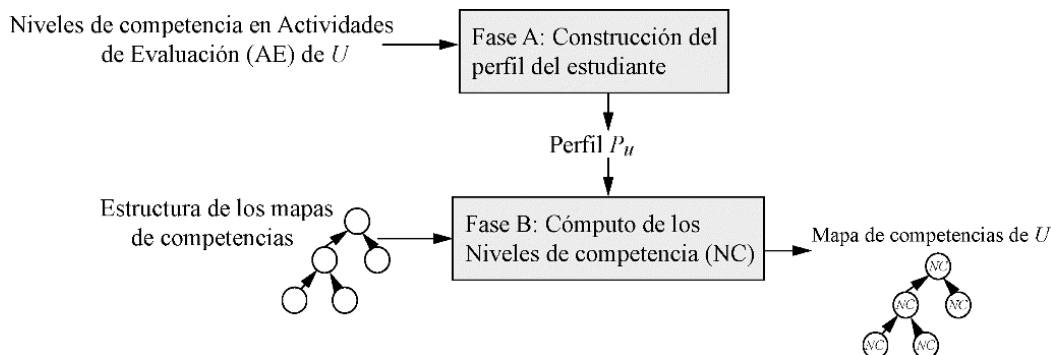 Niveles de competencia en Actividades
de Evaluación (AE) de U
Fase A: Construcción del
perfil del estudiante
Perfil Pu
Estructura de los mapas
de competencias
Fase B: Cómputo de los
Niveles de competencia (NC)
Mapa de competencias de U
NC
NC
NC
NC
NC